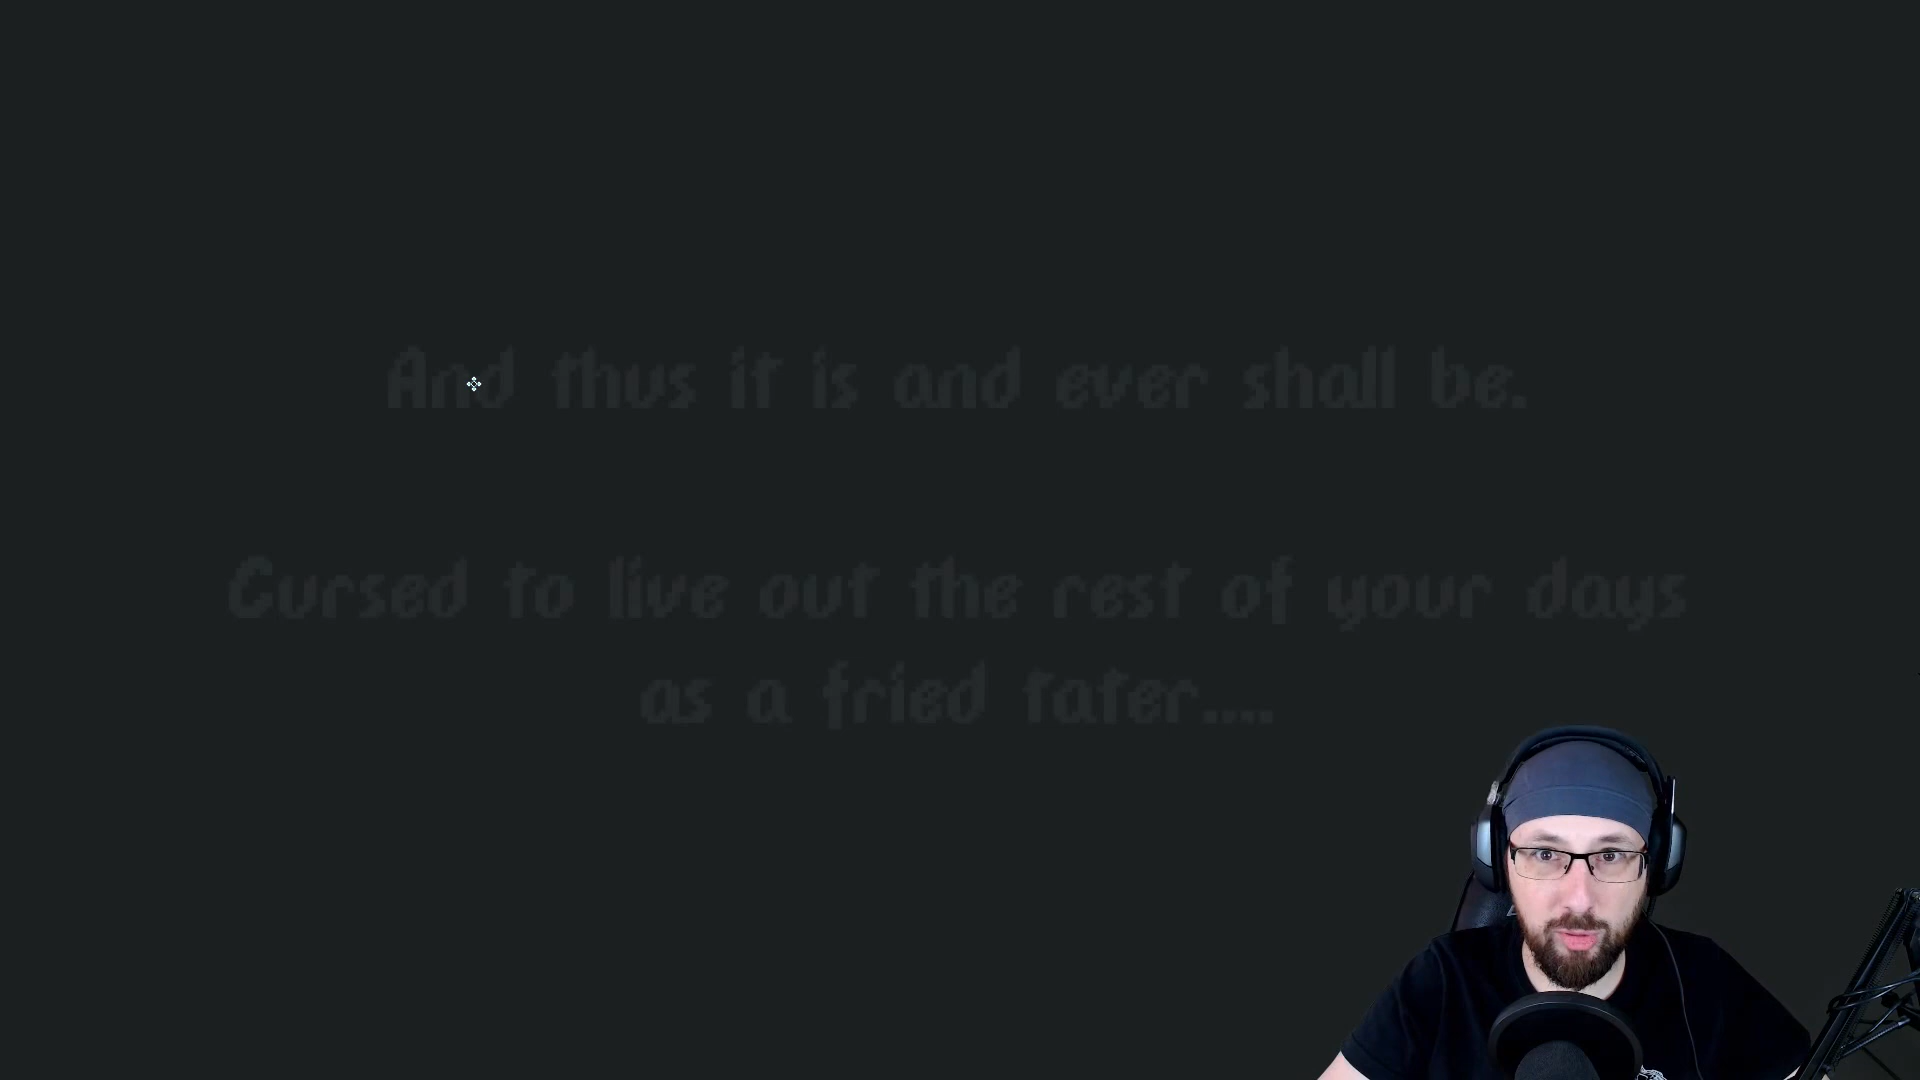 And thus it is and ever shall be.
Cursed to live out the rest of your days
as a fried tater....